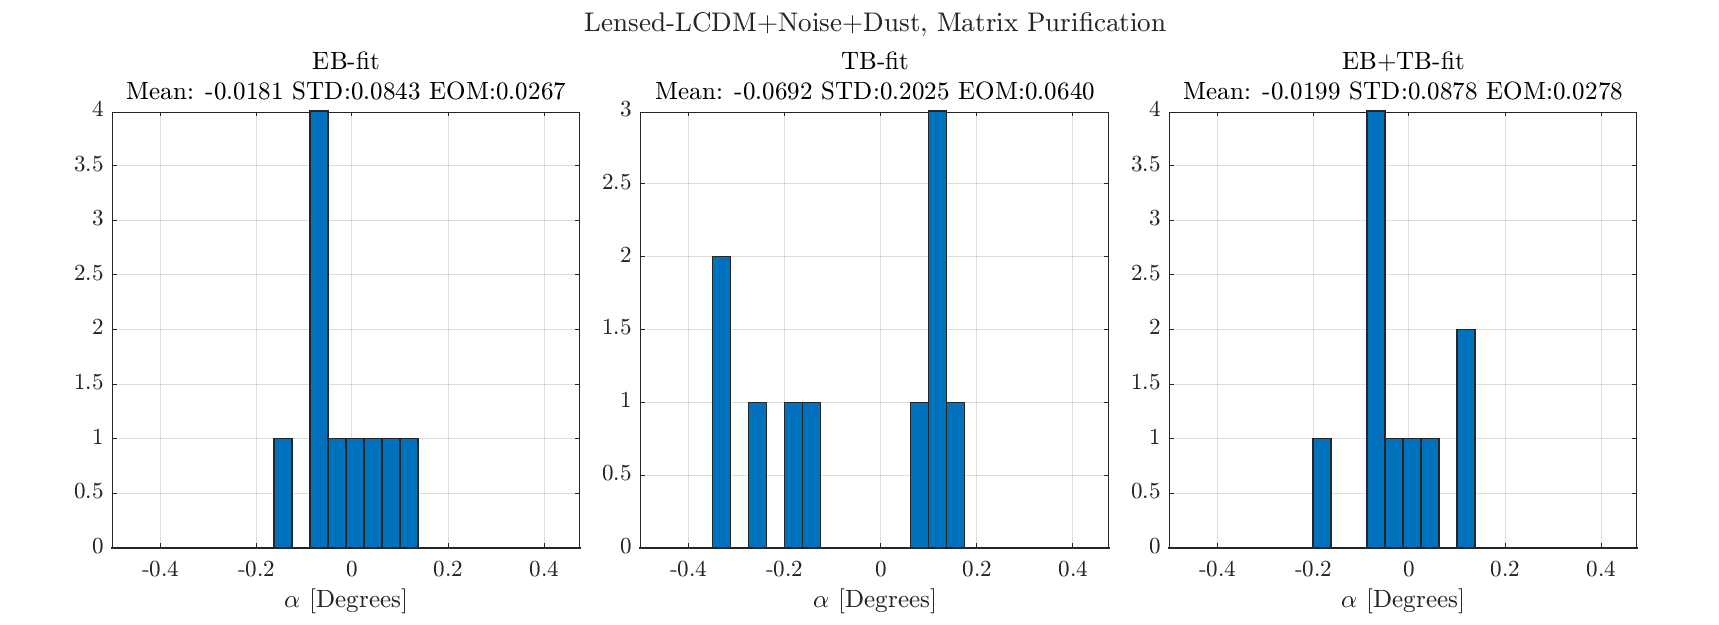 Lensed-LCDM+Noise+Dust, Matrix Purification
EB-fit
Mean: -0.0181 STD:0.0843 EOM:0.0267
4
3.5
3
2.5
2
1.5
1
0.5
0
-0.4 -0.2 0 0.2 0.4
α [Degrees]
TB-fit
Mean: -0.0692 STD:0.2025 EOM:0.0640
3
2.5
2
1.5
1
0.5
0
-0.4 -0.2 0 0.2 0.4
α [Degrees]
EB+TB-fit
Mean: -0.0199 STD:0.0878 EOM:0.0278
4
3.5
3
2.5
2
1.5
1
0.5
0
-0.4 -0.2 0 0.2 0.4
α [Degrees]